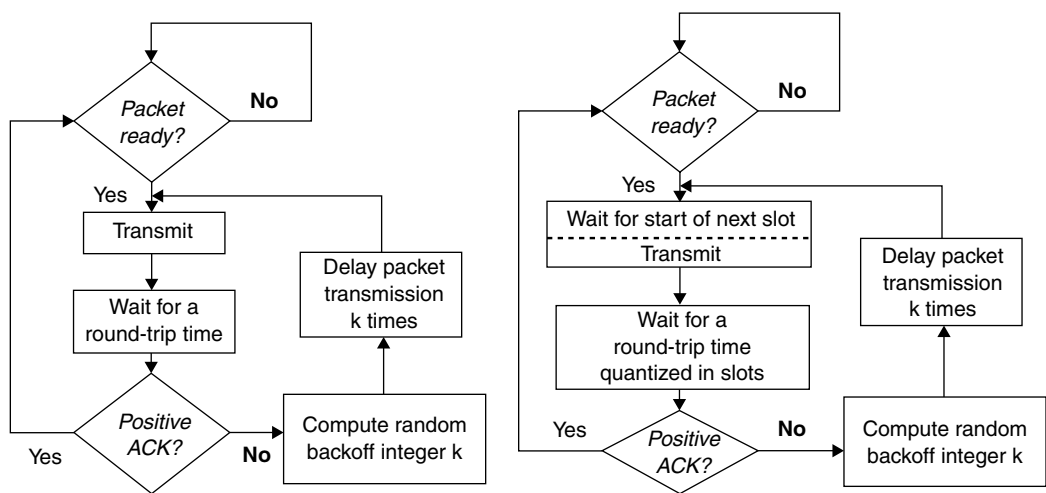 Packet
ready?
No
Yes
Transmit
Wait for a
round-trip time
Delay packet
transmission
k times
Positive
ACK?
Yes
No
Compute random
backoff integer k
Packet
ready?
No
Yes
Wait for start of next slot
Transmit
Wait for a
round-trip time
quantized in slots
Delay packet
transmission
k times
Yes
Positive
ACK?
No
Compute random
backoff integer k